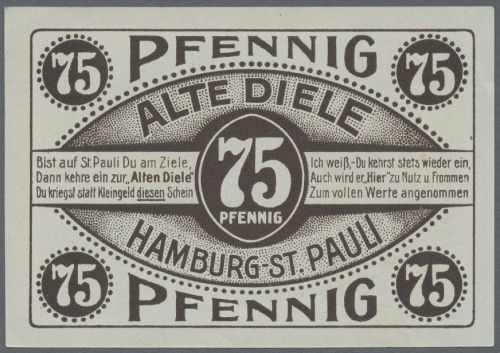 PFENNIG
75 75
ALTE DIELE
Bist auf St. Pauli Du am Ziele,
Dann kehre ein zur „Alten Diele"
Du kriegst statt Kleingeld diesen Schein
75
PFENNIG
Ich weiß,- Du kehrst stets wieder ein,
Auch wird er „Hier" zu Nutz u. Frommen
Zum vollen Werte angenommen
HAMBURG-ST. PAULI
75 75
PFENNIG